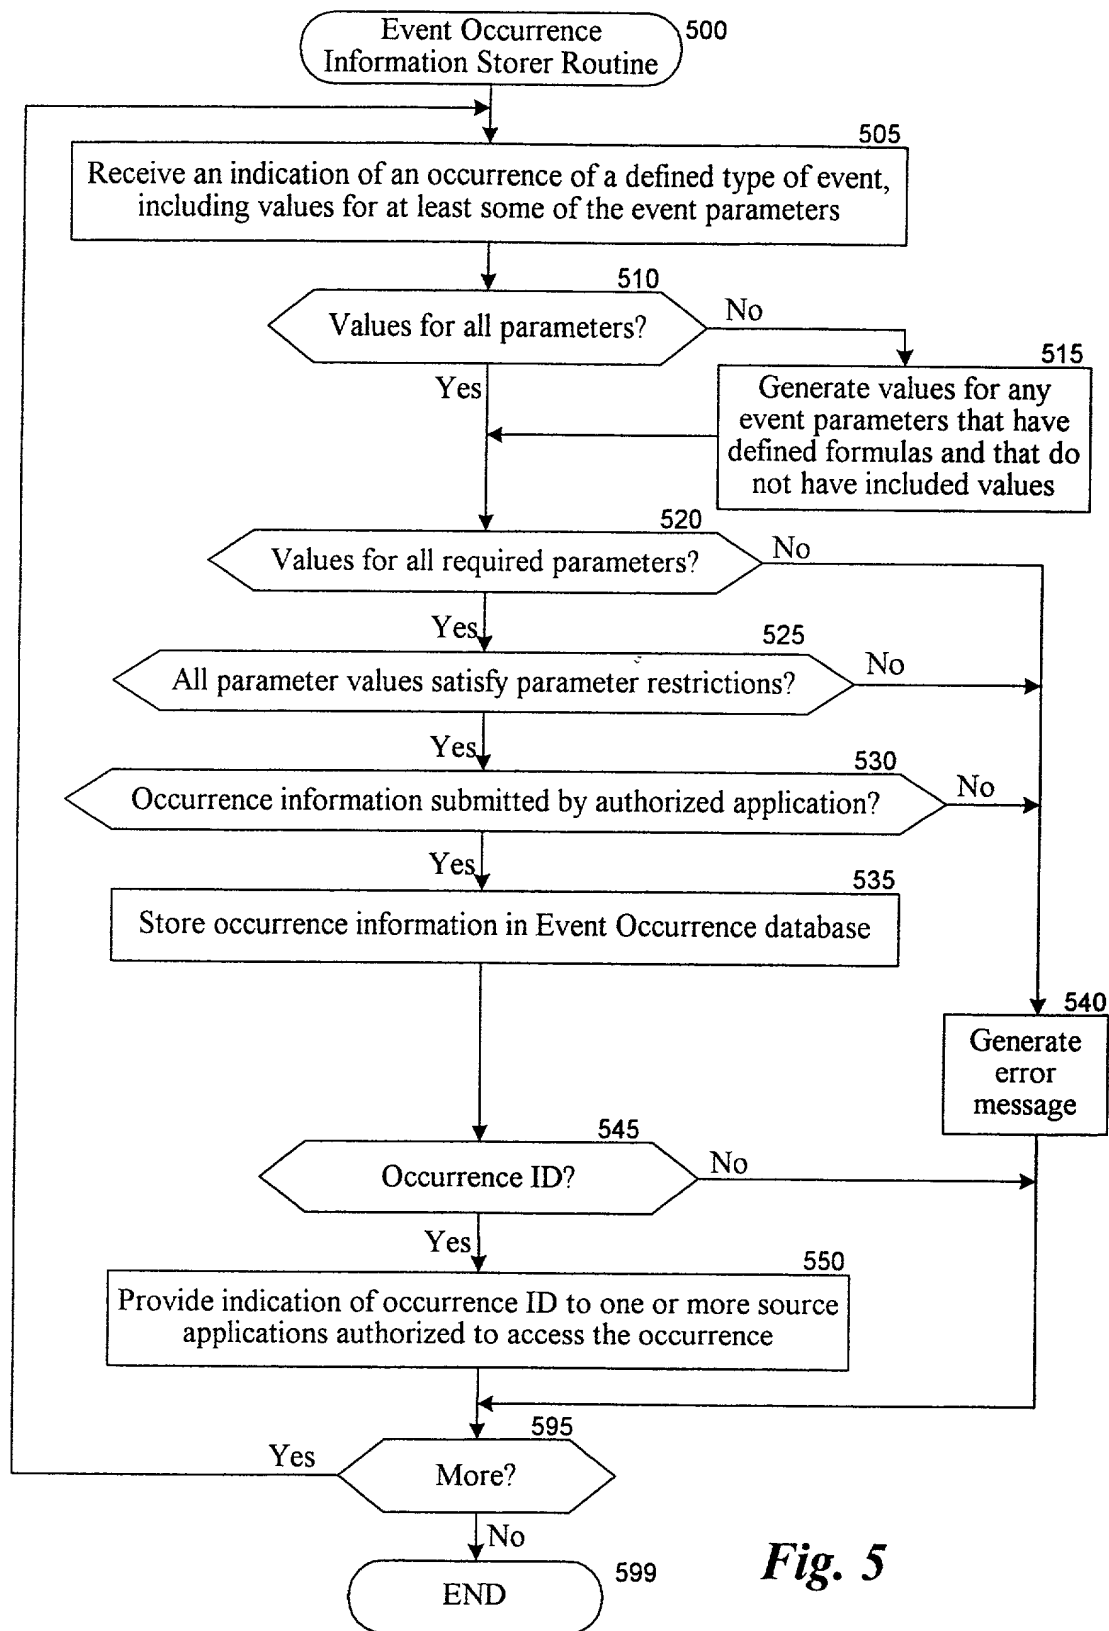 Event Occurrence
Information Storer Routine
500
505
Receive an indication of an occurrence of a defined type of event,
including values for at least some of the event parameters
510
Values for all parameters?
No
Yes
515
Generate values for any
event parameters that have
defined formulas and that do
not have included values
520
Values for all required parameters?
No
Yes
525
All parameter values satisfy parameter restrictions?
No
Yes
530
Occurrence information submitted by authorized application?
No
Yes
535
Store occurrence information in Event Occurrence database
540
Generate
error
message
545
Occurrence ID?
No
Yes
550
Provide indication of occurrence ID to one or more source
applications authorized to access the occurrence
595
More?
Yes
No
END
599
Fig. 5